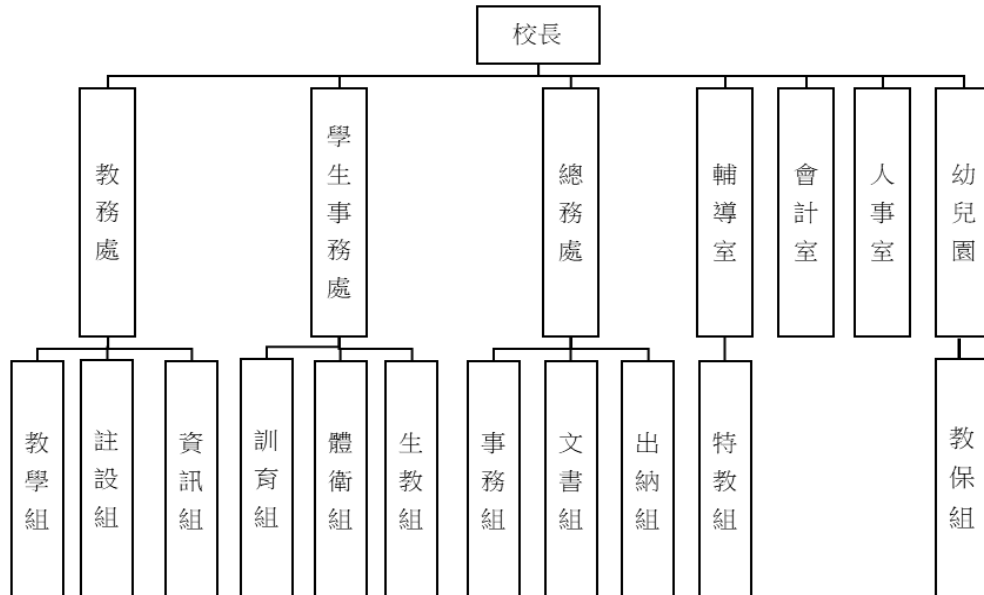 校長
教務處
學生事務處
總務處
輔導室
會計室
人事室
幼兒園
教學組
註設組
資訊組
訓育組
體衛組
生教組
事務組
文書組
出納組
特教組
教保組